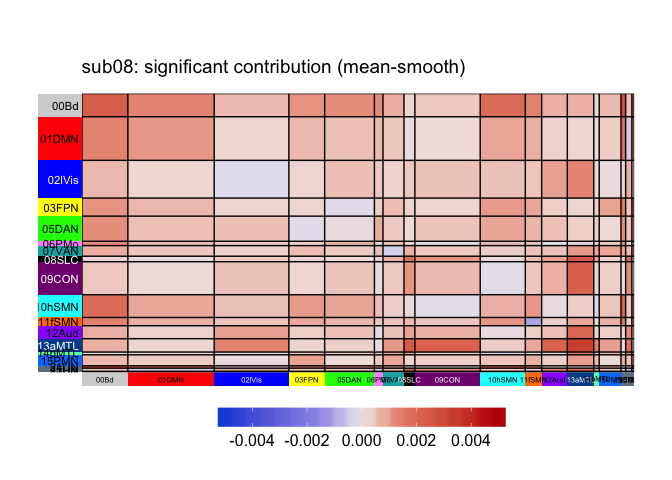 sub08: significant contribution (mean-smooth)
00Bd
01DMN
02lVis
03FPN
05DAN
06PMo
07VAN
08SLC
09CON
10hSMN
11fSMN
12Aud
13aMTL
15PMN
00Bd 01DMN 02lVis 03FPN 05DAN 08SLC 09CON 10hSMN 11fSMN 12Aud 13aMTL
-0.004 -0.002 0.000 0.002 0.004